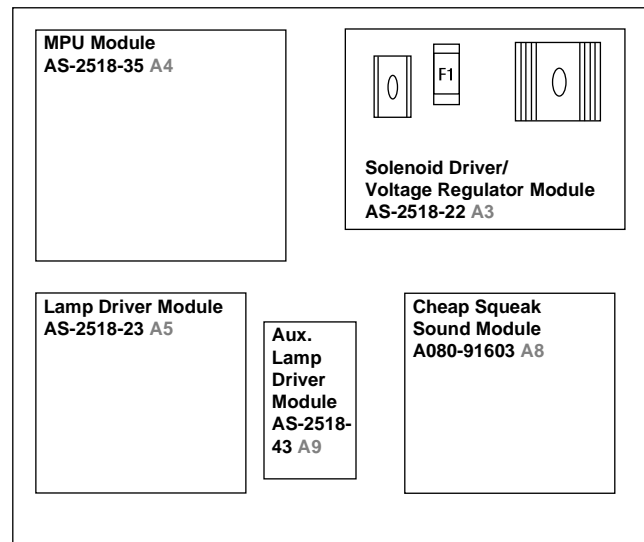 MPU Module
AS-2518-35 A4
F1
Solenoid Driver/
Voltage Regulator Module
AS-2518-22 A3
Lamp Driver Module
AS-2518-23 A5
Aux.
Lamp
Driver
Module
AS-2518-
43 A9
Cheap Squeak
Sound Module
A080-91603 A8